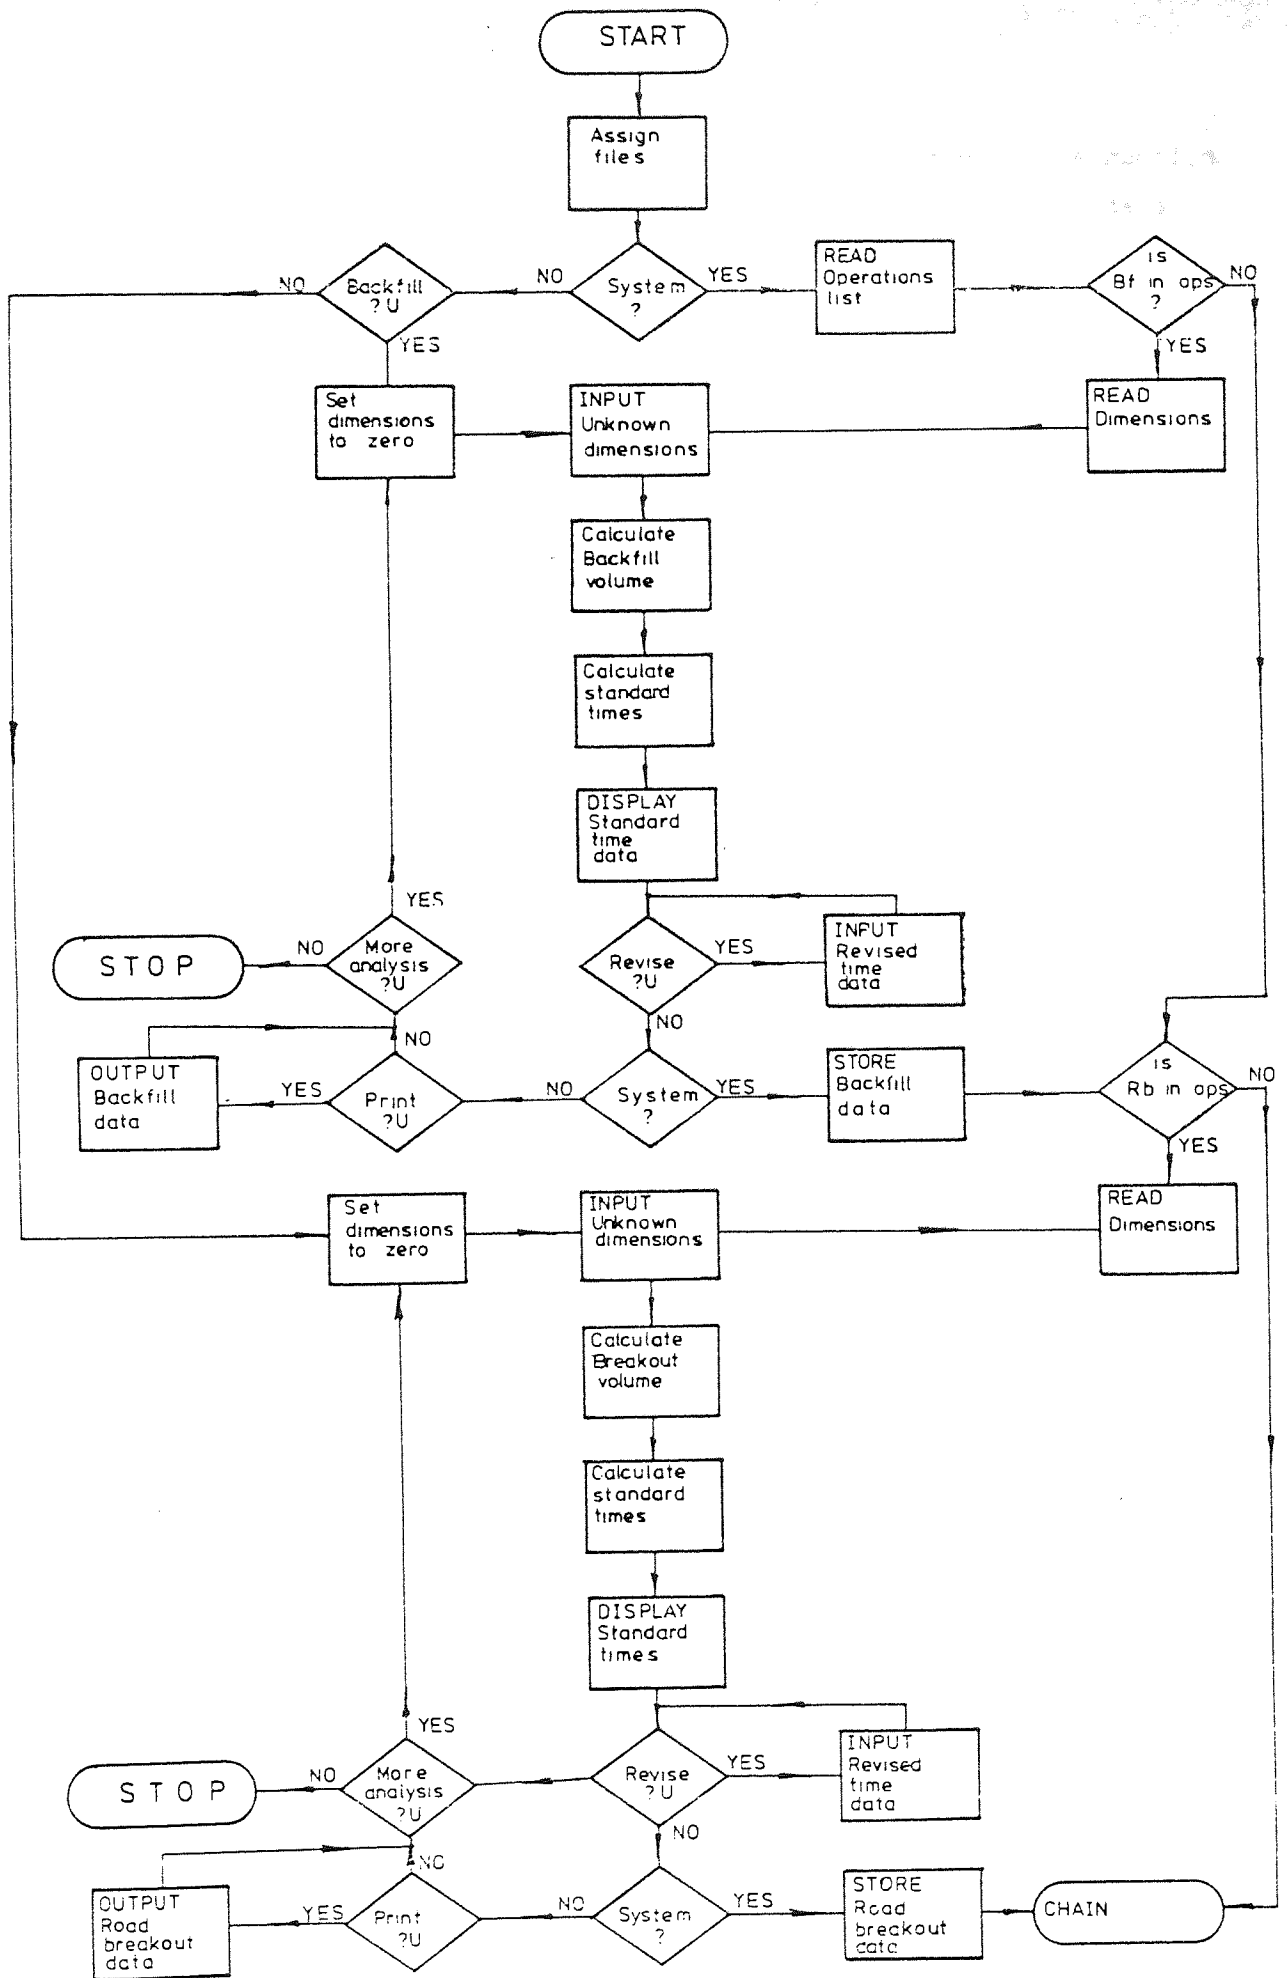 START
Assign
files
NO
Backfill
?U
YES
NO
System
?
YES
READ
Operations
list
is
Bf in ops
?
NO
YES
Set
dimensions
to zero
INPUT
Unknown
dimensions
READ
Dimensions
Calculate
Backfill
volume
Calculate
standard
times
DISPLAY
Standard
time
data
YES
STOP
NO
More
analysis
?U
Revise
?U
YES
INPUT
Revised
time
data
NO
NO
OUTPUT
Backfill
data
YES
Print
?U
NO
System
?
YES
STORE
Backfill
data
is
Rb in ops
NO
YES
Set
dimensions
to zero
INPUT
Unknown
dimensions
READ
Dimensions
Calculate
Breakout
volume
Calculate
standard
times
DISPLAY
Standard
times
YES
STOP
NO
More
analysis
?U
Revise
?U
YES
INPUT
Revised
time
data
NO
NO
OUTPUT
Road
breakout
data
YES
Print
?U
NO
System
?
YES
STORE
Road
breakout
data
CHAIN